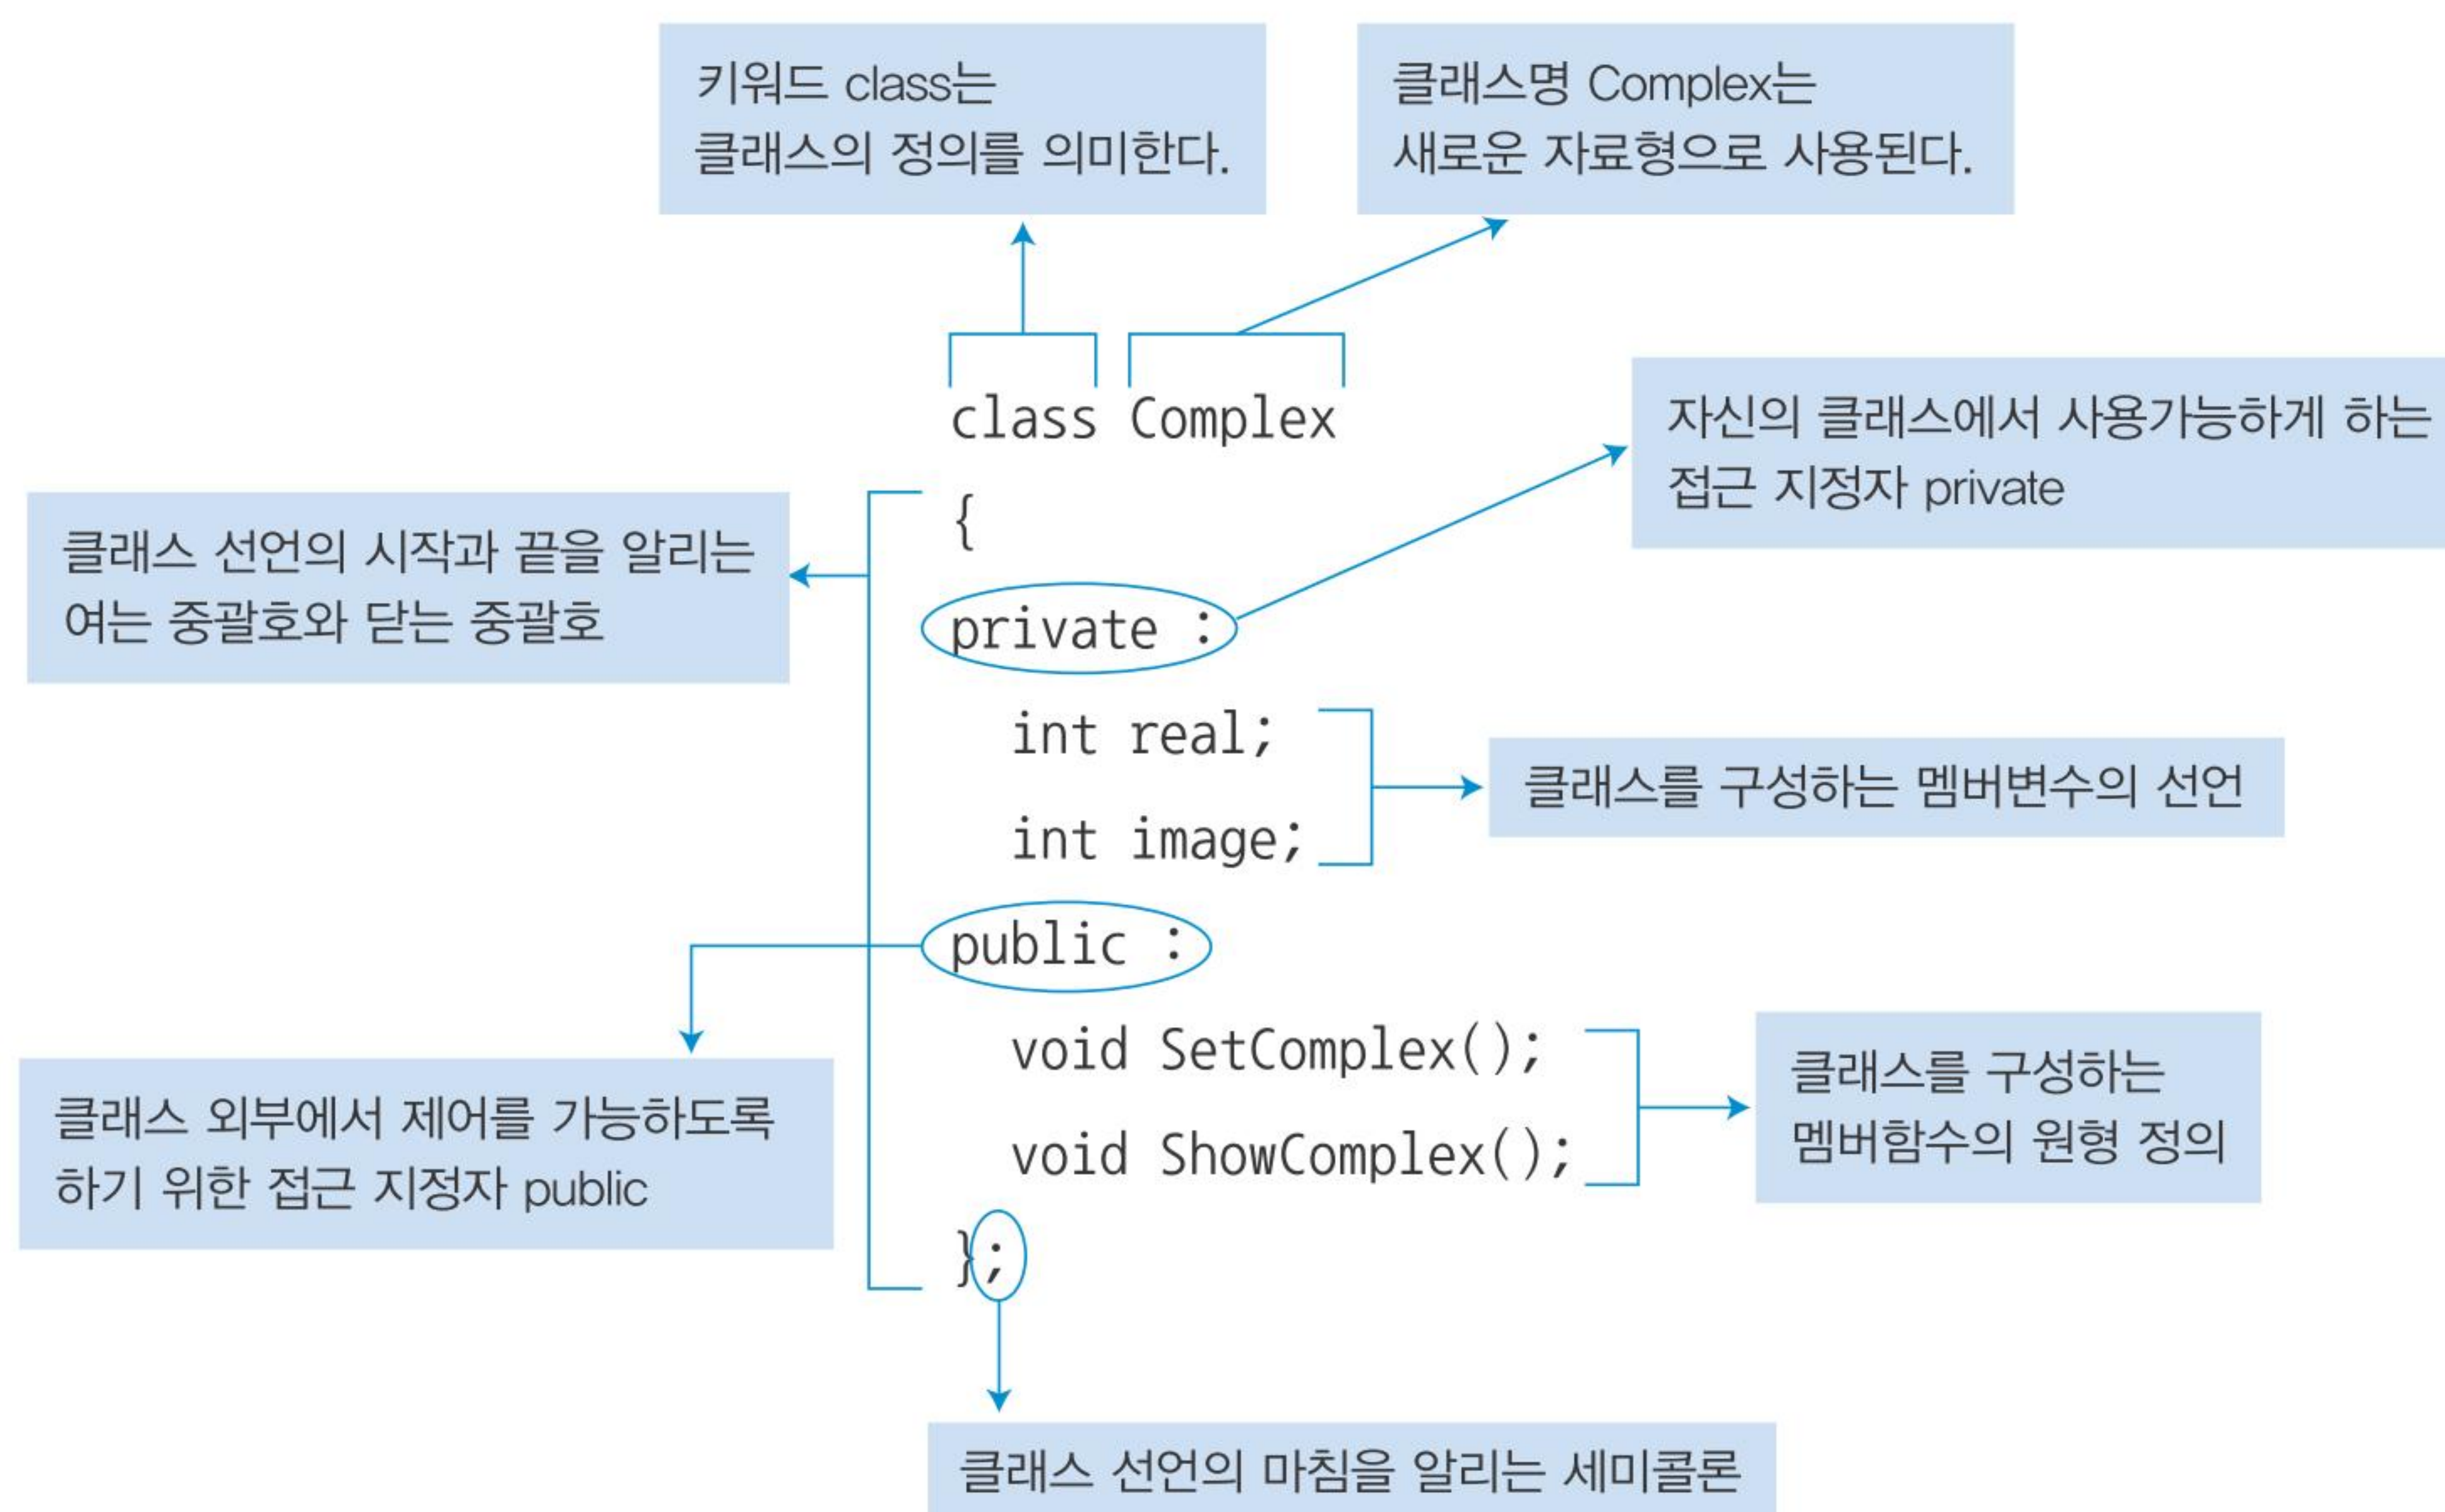 키워드 class는
클래스의 정의를 의미한다.
클래스명 Complex는
새로운 자료형으로 사용된다.
class Complex
자신의 클래스에서 사용가능하게 하는
접근 지정자 private
{
클래스 선언의 시작과 끝을 알리는
여는 중괄호와 닫는 중괄호
private :
int real;
클래스를 구성하는 멤버변수의 선언
int image;
public :
void SetComplex();
클래스를 구성하는
멤버함수의 원형 정의
클래스 외부에서 제어를 가능하도록
하기 위한 접근 지정자 public
void ShowComplex();
};
클래스 선언의 마침을 알리는 세미콜론